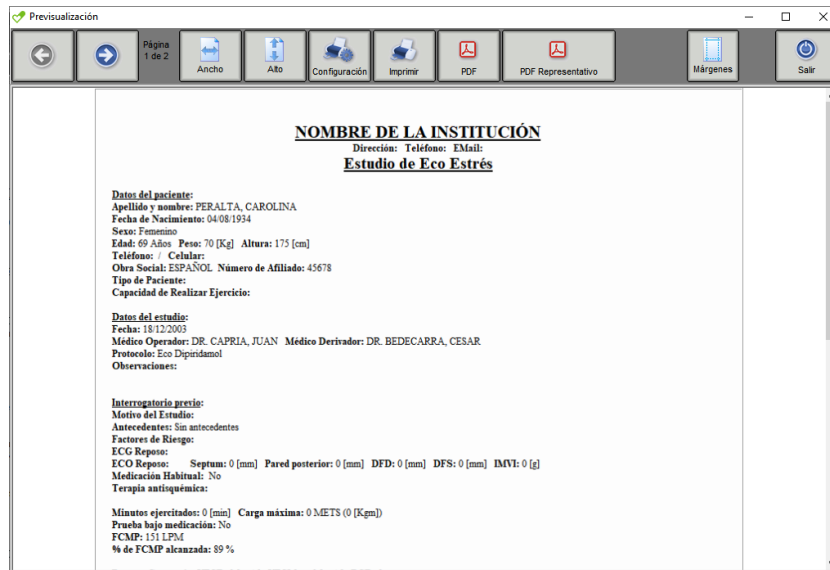 Previsualización
Página
1 de 2
Ancho
Alto
Configuración
Imprimir
PDF
PDF Representativo
Márgenes
Salir
NOMBRE DE LA INSTITUCIÓN
Dirección: Teléfono: EMail:
Estudio de Eco Estrés
Datos del paciente:
Apellido y nombre: PERALTA, CAROLINA
Fecha de Nacimiento: 04/08/1934
Sexo: Femenino
Edad: 69 Años Peso: 70 [Kg] Altura: 175 [cm]
Teléfono: / Celular:
Obra Social: ESPAÑOL Número de Afiliado: 45678
Tipo de Paciente:
Capacidad de Realizar Ejercicio:
Datos del estudio:
Fecha: 18/12/2003
Médico Operador: DR. CAPRIA, JUAN Médico Derivador: DR. BEDECARRA, CESAR
Protocolo: Eco Dipiridamol
Observaciones:
Interrogatorio previo:
Motivo del Estudio:
Antecedentes: Sin antecedentes
Factores de Riesgo:
ECG Reposo:
ECO Reposo: Septum: 0 [mm] Pared posterior: 0 [mm] DFD: 0 [mm] DFS: 0 [mm] IMVI: 0 [g]
Medicación Habitual: No
Terapia antisquémica:
Minutos ejercitados: 0 [min] Carga máxima: 0 METS (0 [Kgm])
Prueba bajo medicación: No
FCMP: 151 LPM
% de FCMP alcanzada: 89 %